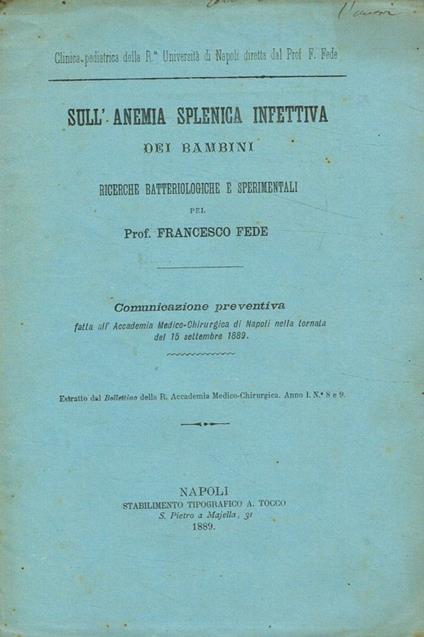 Clinica pediatrica della R.ª Università di Napoli diretta dal Prof F. Fede
SULL' ANEMIA SPLENICA INFETTIVA
DEI BAMBINI
RICERCHE BATTERIOLOGICHE E SPERIMENTALI
PEL
Prof. FRANCESCO FEDE
Comunicazione preventiva
fatta all' Accademia Medico-Chirurgica di Napoli nella tornata
del 15 settembre 1889.
Estratto dal Bollettino della R. Accademia Medico-Chirurgica. Anno I. N.º 8 e 9.
NAPOLI
STABILIMENTO TIPOGRAFICO A. TOCCO
S. Pietro a Majella, 31
1889.